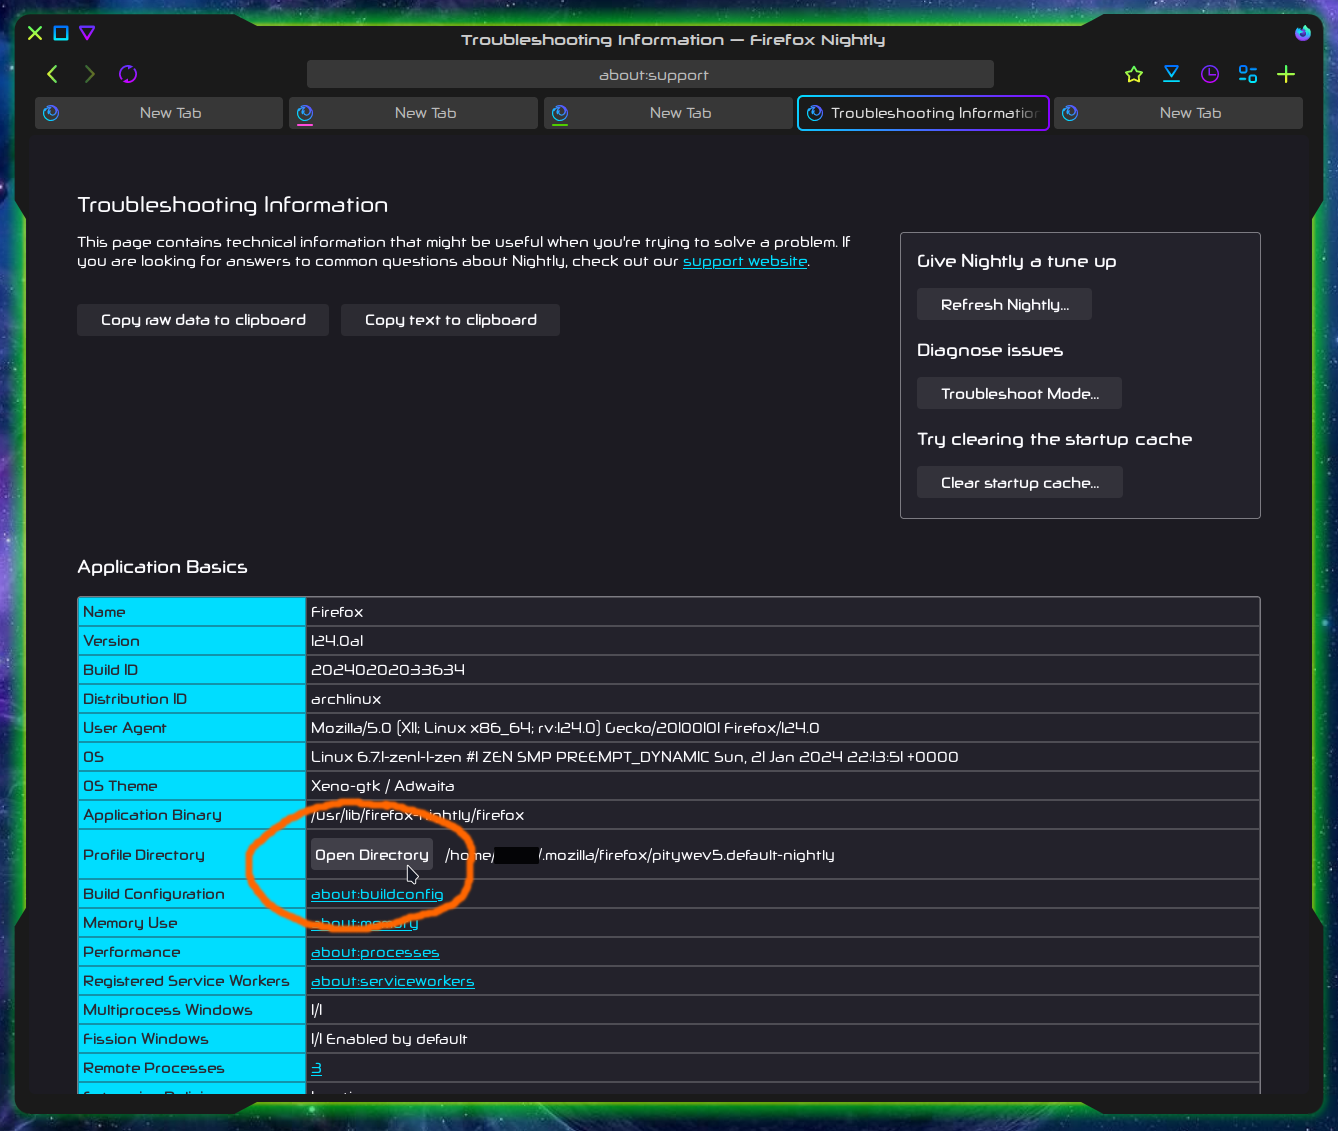 Troubleshooting Information — Firefox Nightly
about:support
New Tab
New Tab
New Tab
Troubleshooting Informatio
New Tab
Troubleshooting Information
This page contains technical information that might be useful when you're trying to solve a problem. If
you are looking for answers to common questions about Nightly, check out our support website.
Copy raw data to clipboard
Copy text to clipboard
Give Nightly a tune up
Refresh Nightly...
Diagnose issues
Troubleshoot Mode...
Try clearing the startup cache
Clear startup cache...
Application Basics
Name Firefox
Version 124.0a1
Build ID 20240202033634
Distribution ID archlinux
User Agent Mozilla/5.0 (X11; Linux x86_64; rv:124.0) Gecko/20100101 Firefox/124.0
OS Linux 6.7.1-zen1-1-zen #1 ZEN SMP PREEMPT_DYNAMIC Sun, 21 Jan 2024 22:13:51 +0000
OS Theme Xeno-gtk / Adwaita
Application Binary /usr/lib/firefox-nightly/firefox
Profile Directory Open Directory /home/ /.mozilla/firefox/pitywev5.default-nightly
Build Configuration about:buildconfig
Memory Use about:memory
Performance about:processes
Registered Service Workers about:serviceworkers
Multiprocess Windows 1/1
Fission Windows 1/1 Enabled by default
Remote Processes 3